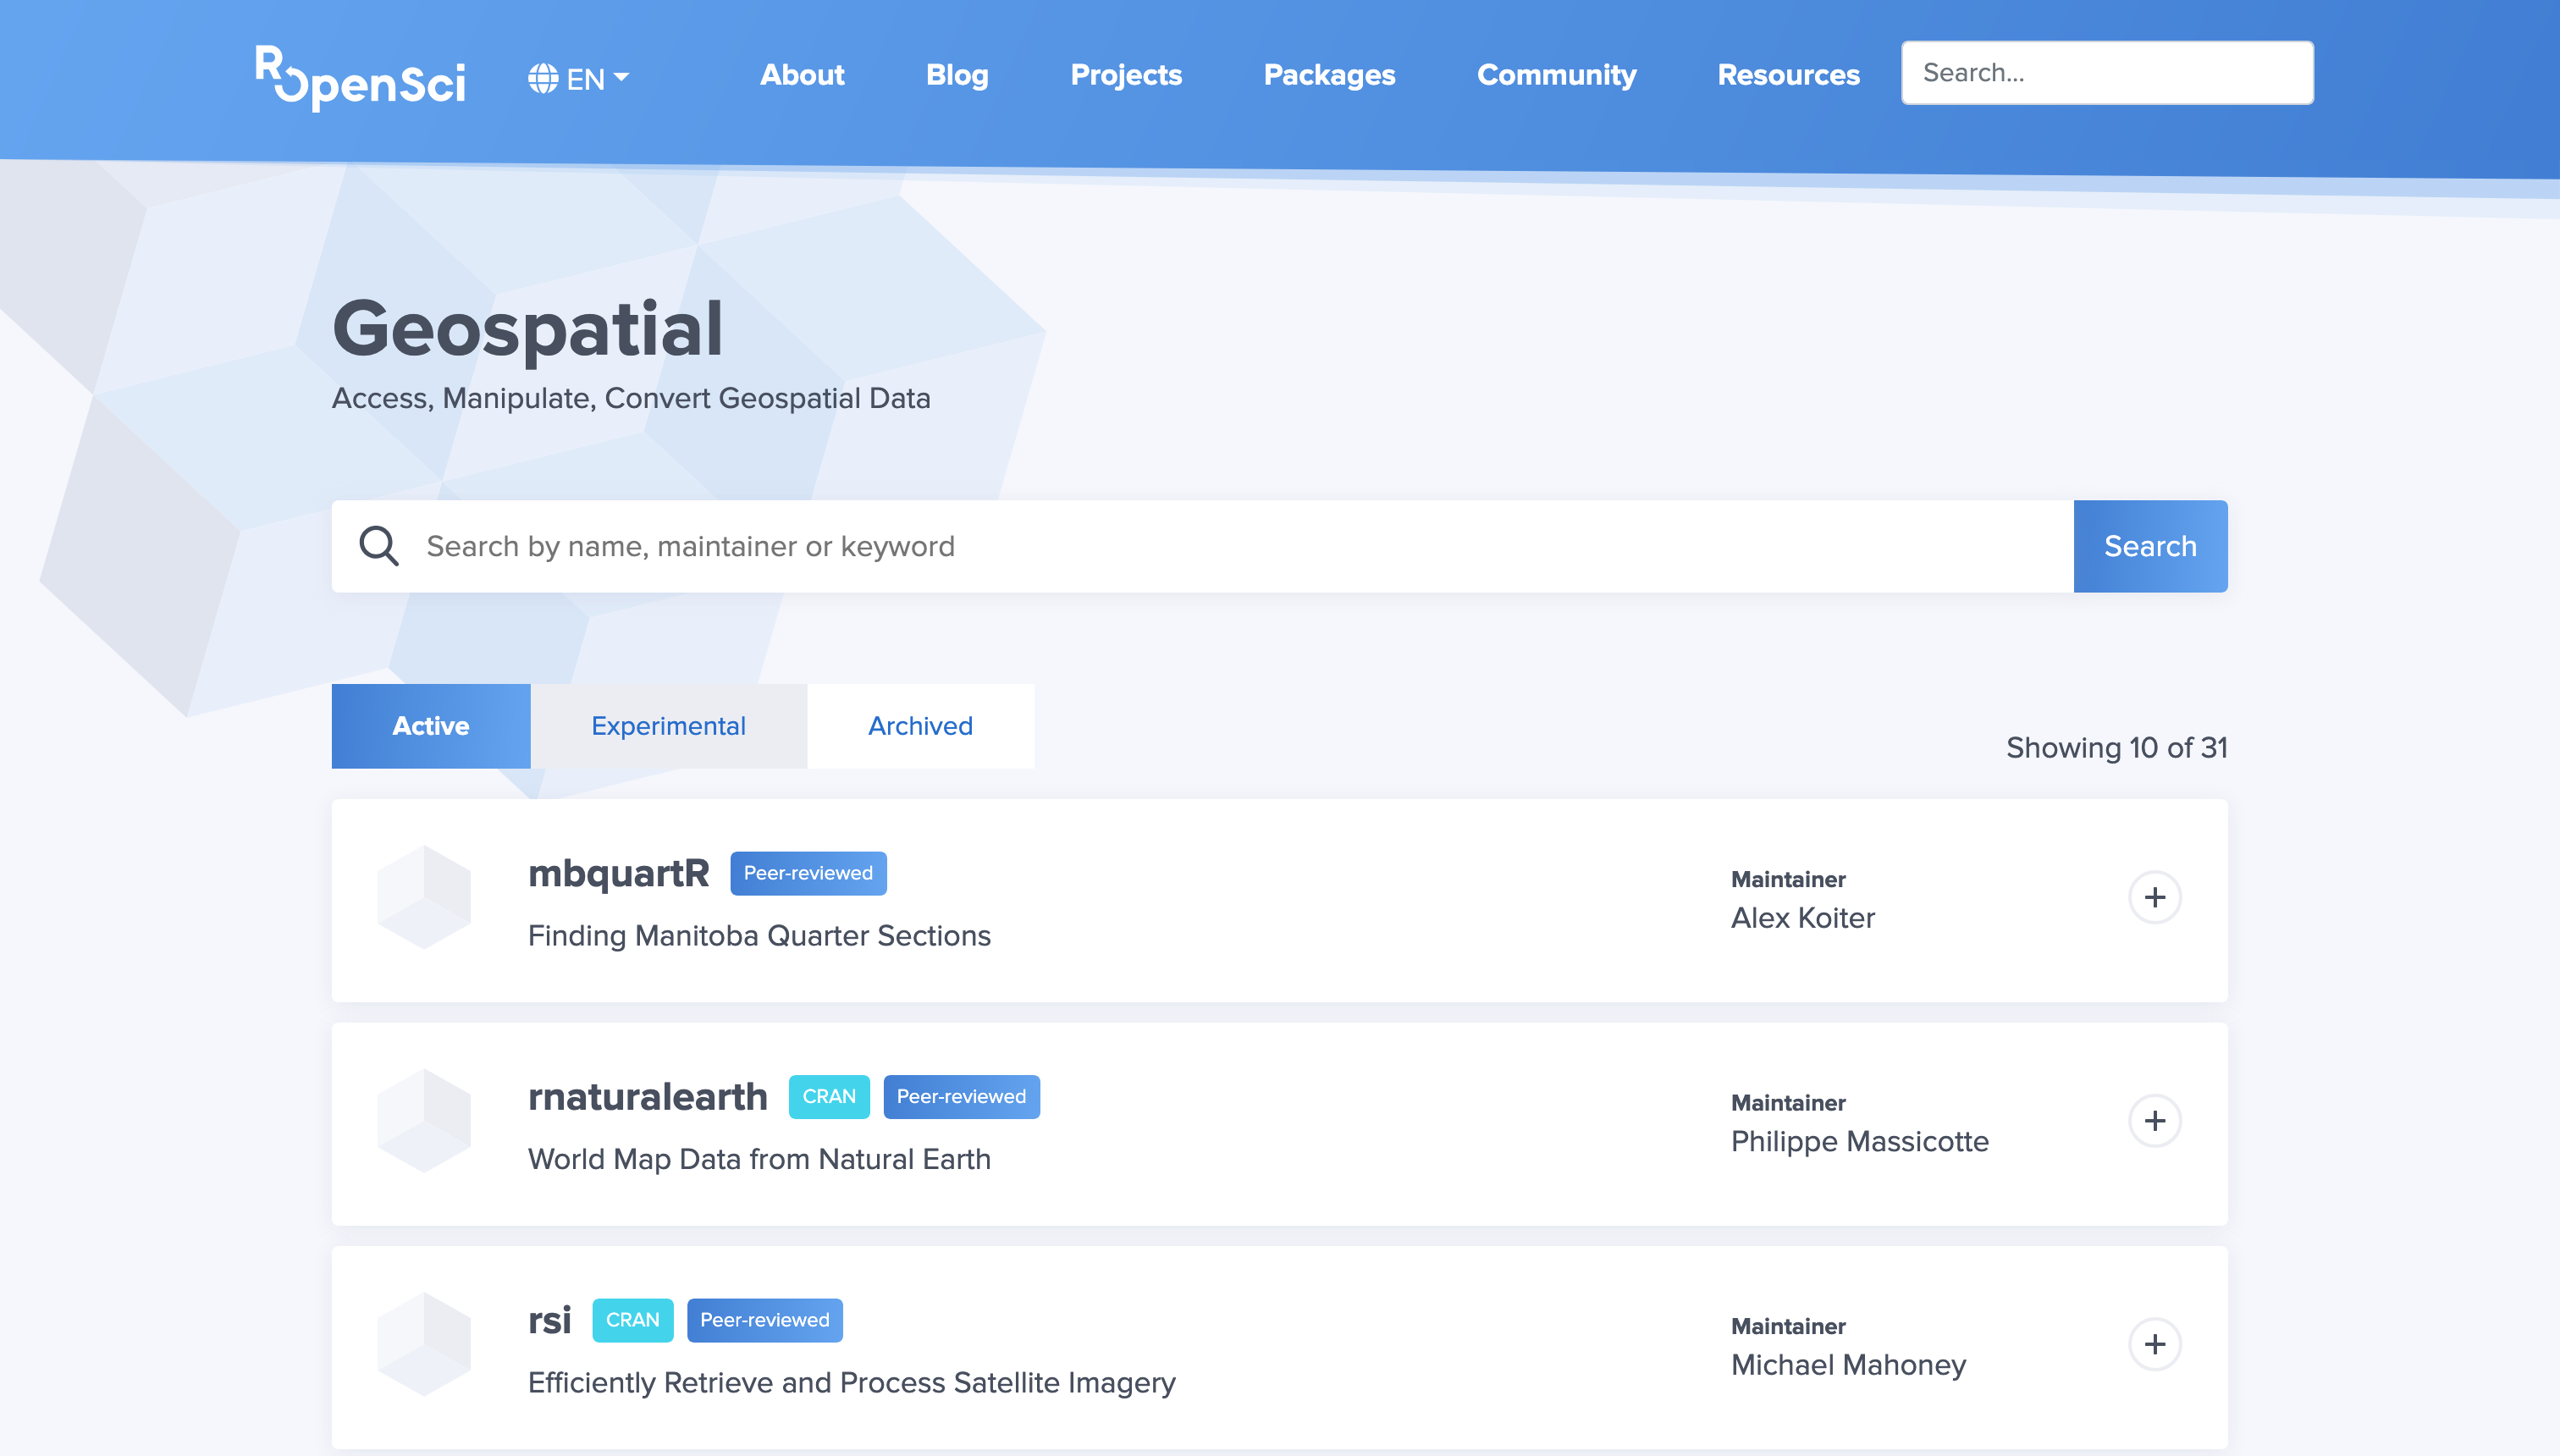 ROpenSci
EN
About
Blog
Projects
Packages
Community
Resources
Search...
Geospatial
Access, Manipulate, Convert Geospatial Data
Search by name, maintainer or keyword
Search
Active
Experimental
Archived
Showing 10 of 31
mbquartR Peer-reviewed
Finding Manitoba Quarter Sections
Maintainer
Alex Koiter
rnaturalearth CRAN Peer-reviewed
World Map Data from Natural Earth
Maintainer
Philippe Massicotte
rsi CRAN Peer-reviewed
Efficiently Retrieve and Process Satellite Imagery
Maintainer
Michael Mahoney